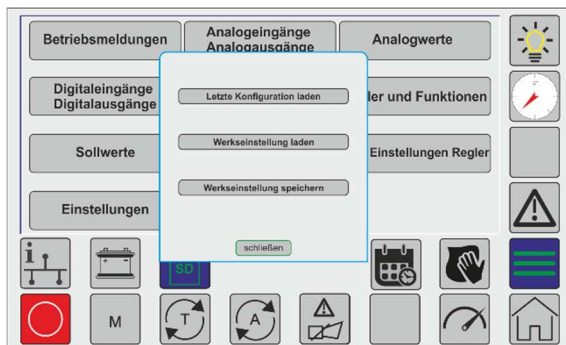 Betriebsmeldungen
Analogeingänge
Analogausgänge
Analogwerte
Digitaleingänge
Digitalausgänge
ler und Funktionen
Sollwerte
Einstellungen Regler
Einstellungen
Letzte Konfiguration laden
Werkseinstellung laden
Werkseinstellung speichern
schließen
i
SD
M
T
A